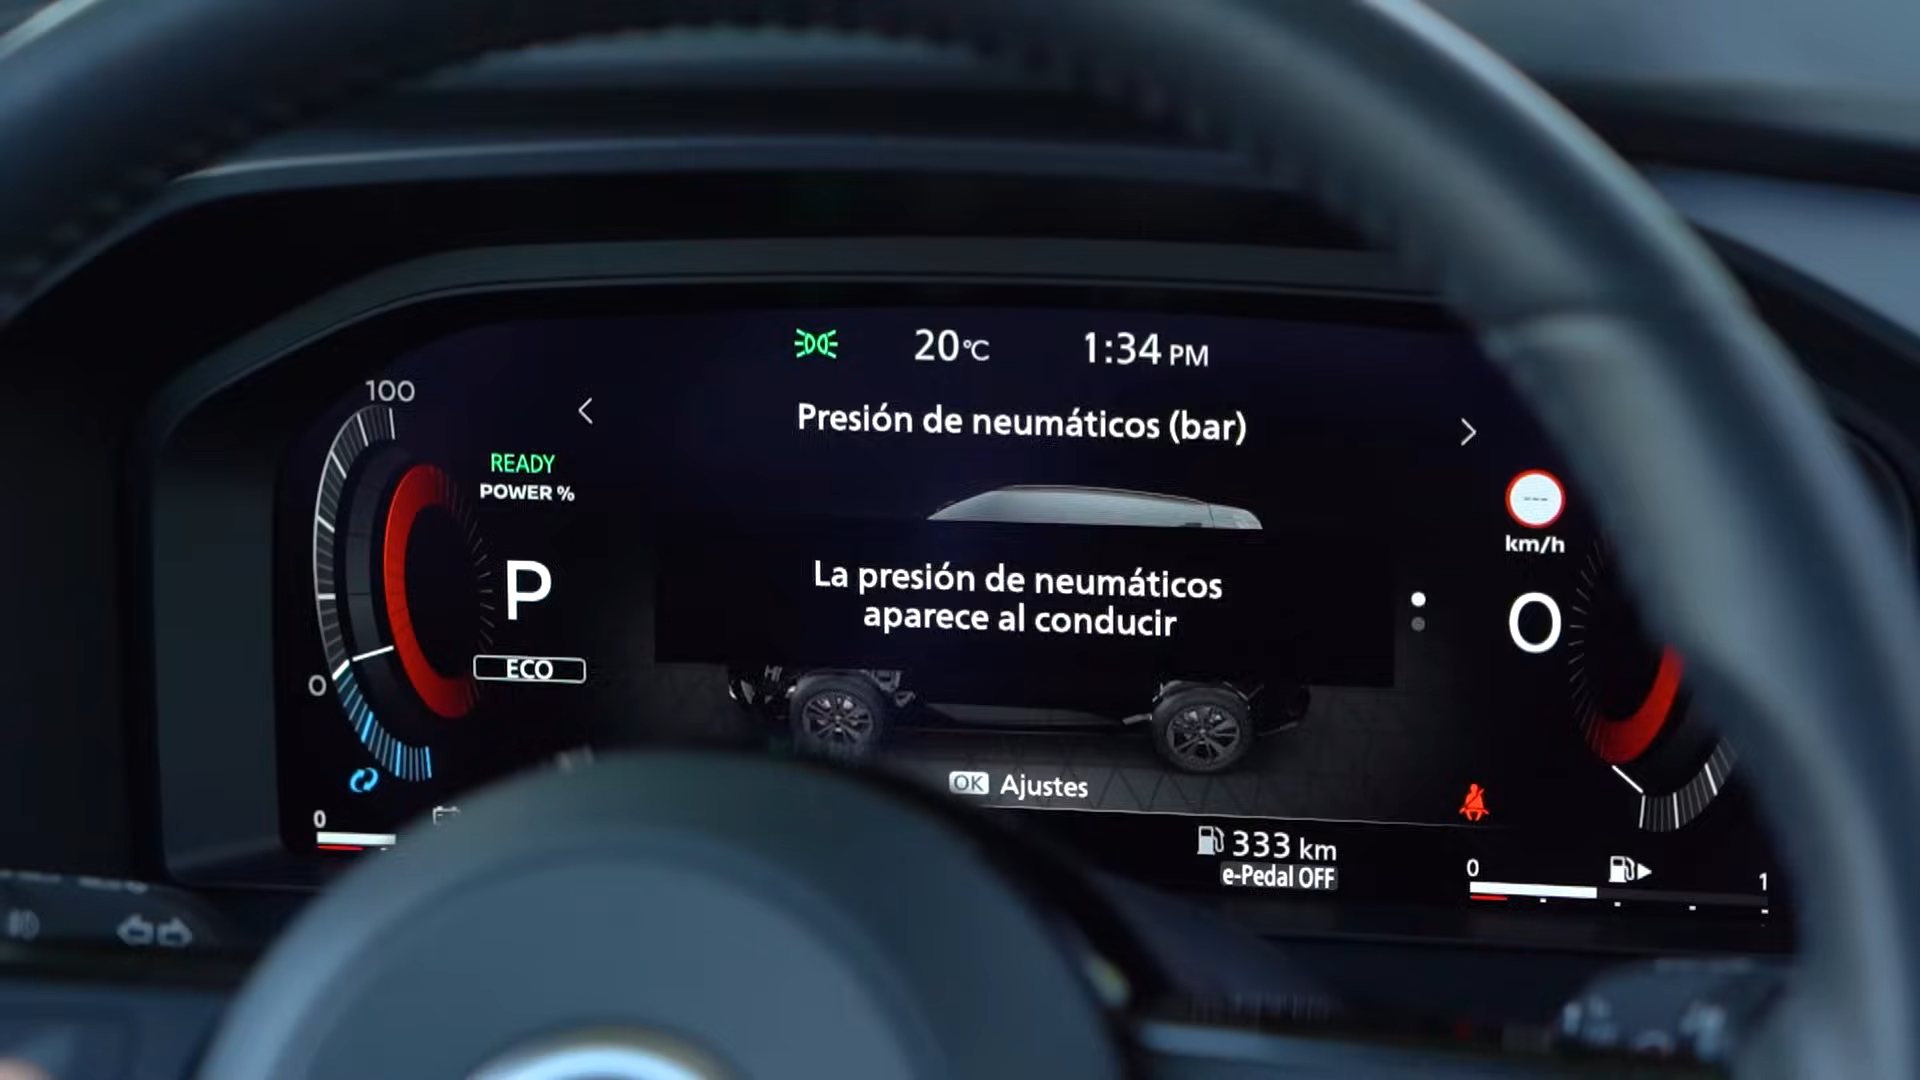 20°C 1:34 PM
100
Presión de neumáticos (bar)
READY
POWER %
---
km/h
La presión de neumáticos
aparece al conducir
P
0
ECO
0
OK Ajustes
0
333 km
e-Pedal OFF
0 1